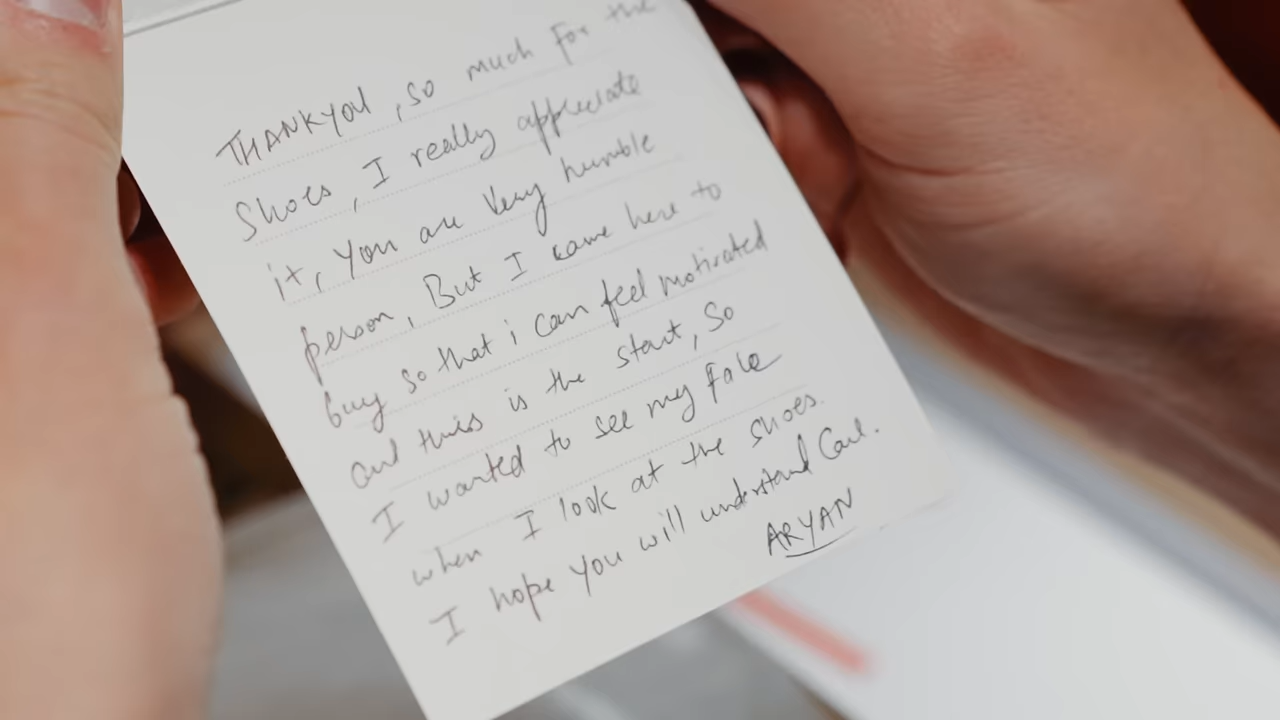 THANKYOU, so much for the
Shoes, I really appreciate
it, You are Very humble
person, But I came here to
buy so that i can feel motivated
and this is the start, So
I wanted to see my Face
when I look at the shoes.
I hope you will understand Carl.
ARYAN